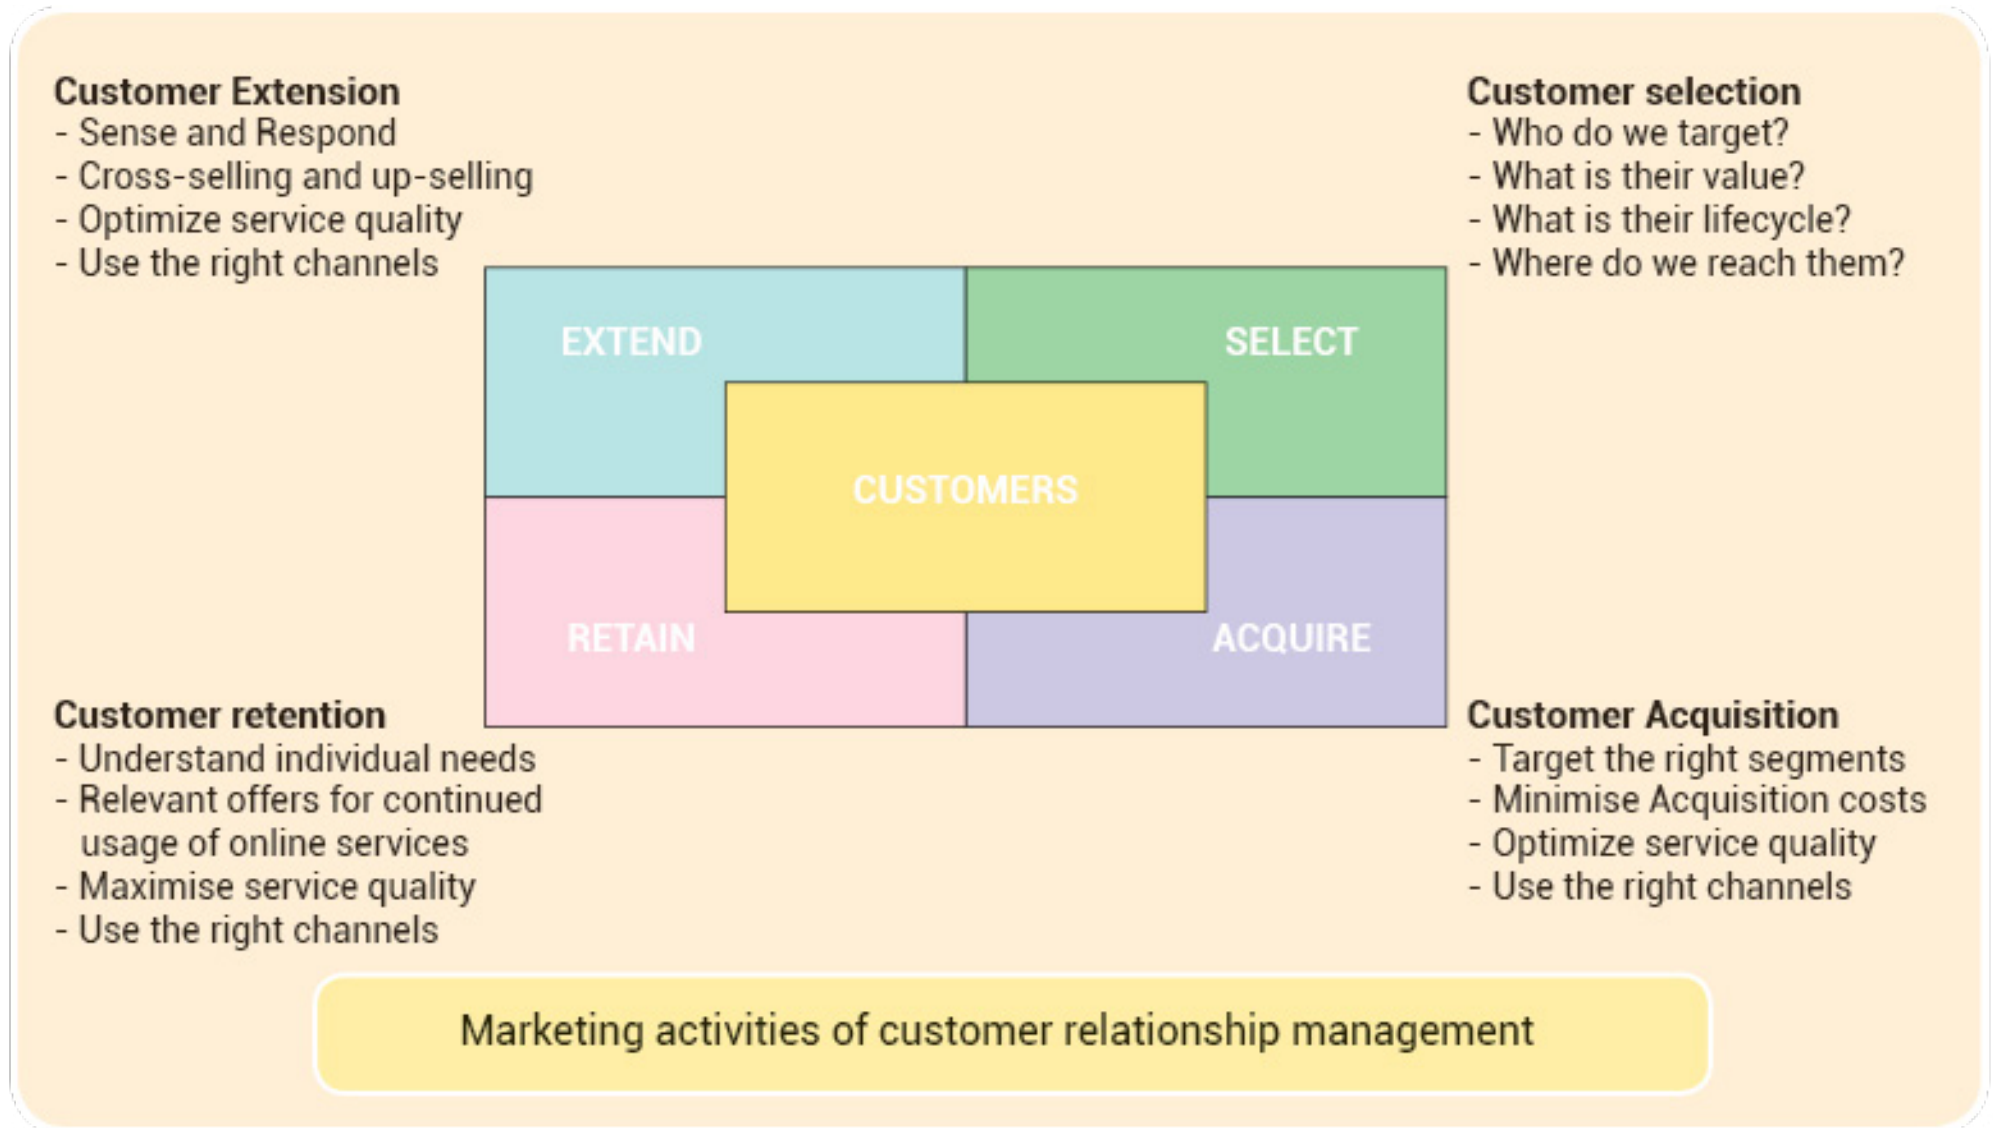 Customer Extension
- Sense and Respond
- Cross-selling and up-selling
- Optimize service quality
- Use the right channels
Customer selection
- Who do we target?
- What is their value?
- What is their lifecycle?
- Where do we reach them?
EXTEND
SELECT
CUSTOMERS
RETAIN
ACQUIRE
Customer retention
- Understand individual needs
- Relevant offers for continued
usage of online services
- Maximise service quality
- Use the right channels
Customer Acquisition
- Target the right segments
- Minimise Acquisition costs
- Optimize service quality
- Use the right channels
Marketing activities of customer relationship management